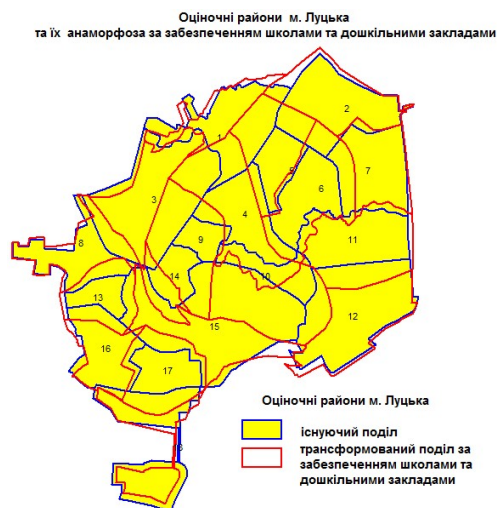 Оціночні райони м. Луцька
та їх анаморфоза за забезпеченням школами та дошкільними закладами
2
1
5
7
6
3
4
8
9
11
10
14
13
15
12
16
17
Оціночні райони м. Луцька
існуючий поділ
трансформований поділ за
забезпеченням школами та
дошкільними закладами